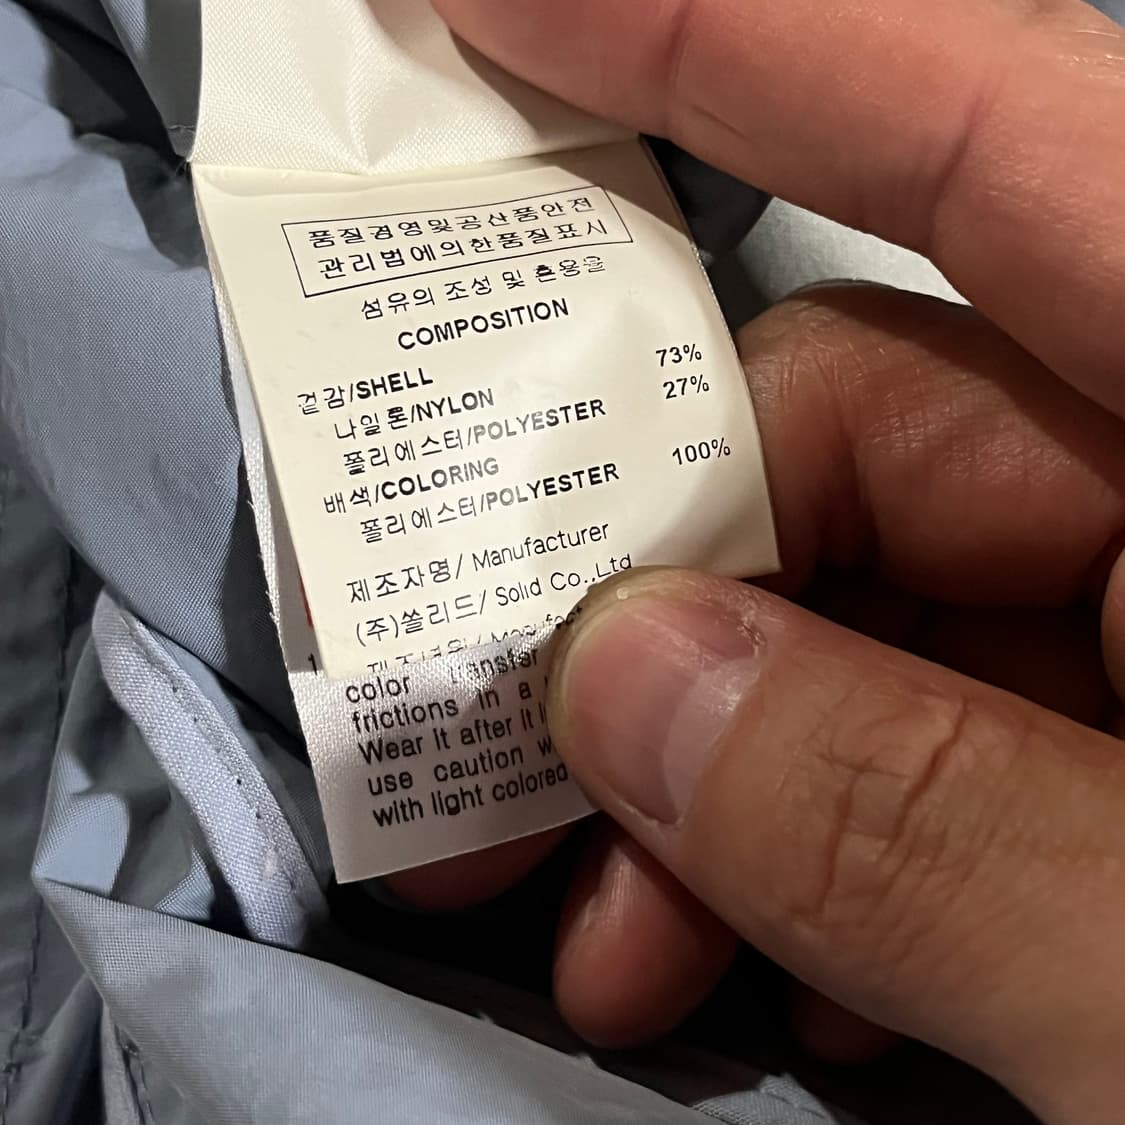 품질경영및공산품안전
관리법에의한품질표시
섬유의 조성 및 혼용율
COMPOSITION
겉감/SHELL
나일론/NYLON 73%
폴리에스터/POLYESTER 27%
배색/COLORING
폴리에스터/POLYESTER 100%
제조자명/ Manufacturer
(주)쏠리드/ Solid Co.,Ltd
color transfer
frictions in a
Wear it after it
use caution
with light colored